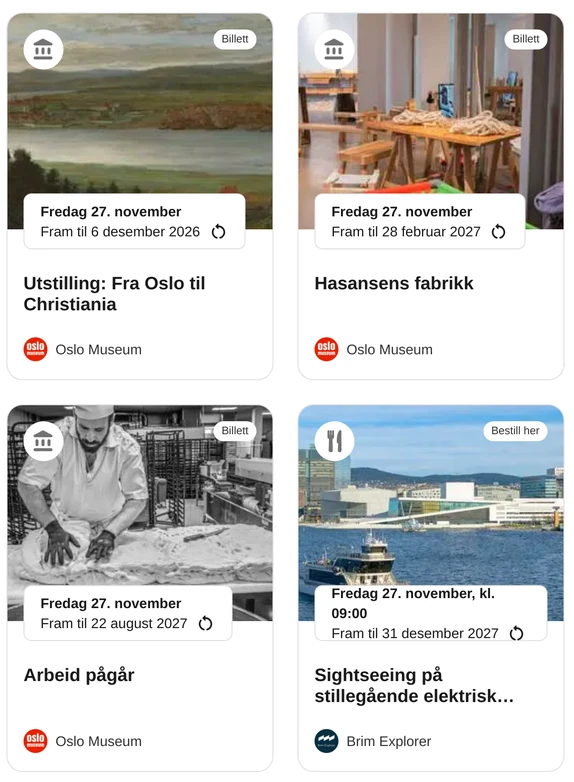 Billett
Fredag 27. november
Fram til 6 desember 2026
Utstilling: Fra Oslo til
Christiania
oslo
museum
Oslo Museum
Billett
Fredag 27. november
Fram til 28 februar 2027
Hasansens fabrikk
oslo
museum
Oslo Museum
Billett
Fredag 27. november
Fram til 22 august 2027
Arbeid pågår
oslo
museum
Oslo Museum
Bestill her
Fredag 27. november, kl.
09:00
Fram til 31 desember 2027
Sightseeing på
stillegående elektrisk…
Brim Explorer